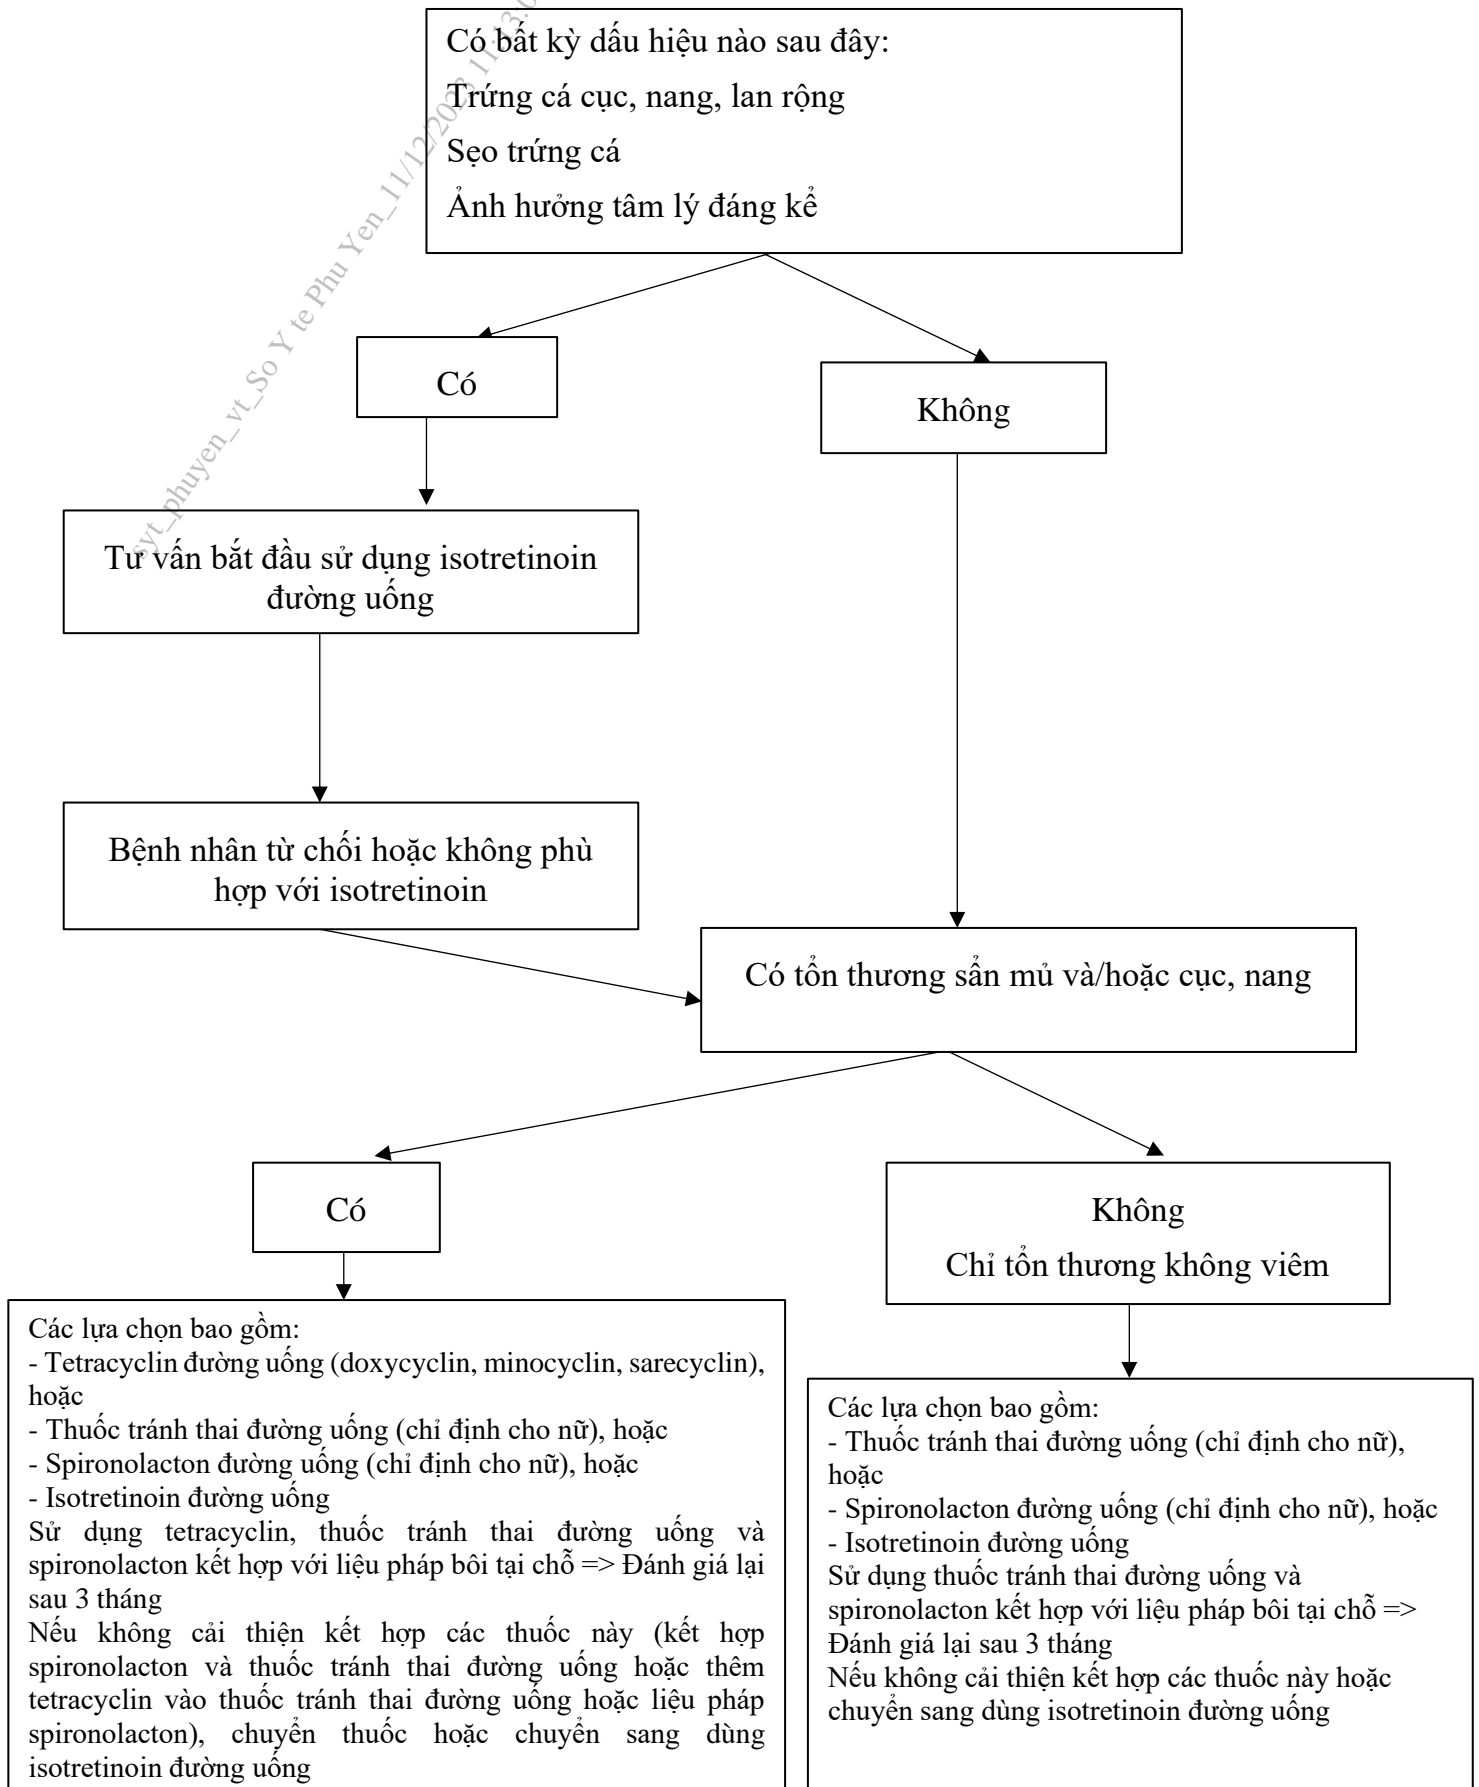 Có bất kỳ dấu hiệu nào sau đây:
Trứng cá cục, nang, lan rộng
Sẹo trứng cá
Ảnh hưởng tâm lý đáng kể
Có
Không
Tư vấn bắt đầu sử dụng isotretinoin
đường uống
Bệnh nhân từ chối hoặc không phù
hợp với isotretinoin
Có tổn thương sẩn mủ và/hoặc cục, nang
Có
Không
Chỉ tổn thương không viêm
Các lựa chọn bao gồm:
- Tetracyclin đường uống (doxycyclin, minocyclin, sarecyclin),
hoặc
- Thuốc tránh thai đường uống (chỉ định cho nữ), hoặc
- Spironolacton đường uống (chỉ định cho nữ), hoặc
- Isotretinoin đường uống
Sử dụng tetracyclin, thuốc tránh thai đường uống và
spironolacton kết hợp với liệu pháp bôi tại chỗ => Đánh giá lại
sau 3 tháng
Nếu không cải thiện kết hợp các thuốc này (kết hợp
spironolacton và thuốc tránh thai đường uống hoặc thêm
tetracyclin vào thuốc tránh thai đường uống hoặc liệu pháp
spironolacton), chuyển thuốc hoặc chuyển sang dùng
isotretinoin đường uống
Các lựa chọn bao gồm:
- Thuốc tránh thai đường uống (chỉ định cho nữ),
hoặc
- Spironolacton đường uống (chỉ định cho nữ), hoặc
- Isotretinoin đường uống
Sử dụng thuốc tránh thai đường uống và
spironolacton kết hợp với liệu pháp bôi tại chỗ =>
Đánh giá lại sau 3 tháng
Nếu không cải thiện kết hợp các thuốc này hoặc
chuyển sang dùng isotretinoin đường uống
syt_phuyen_vt_So Y te Phu Yen_11/12/2023